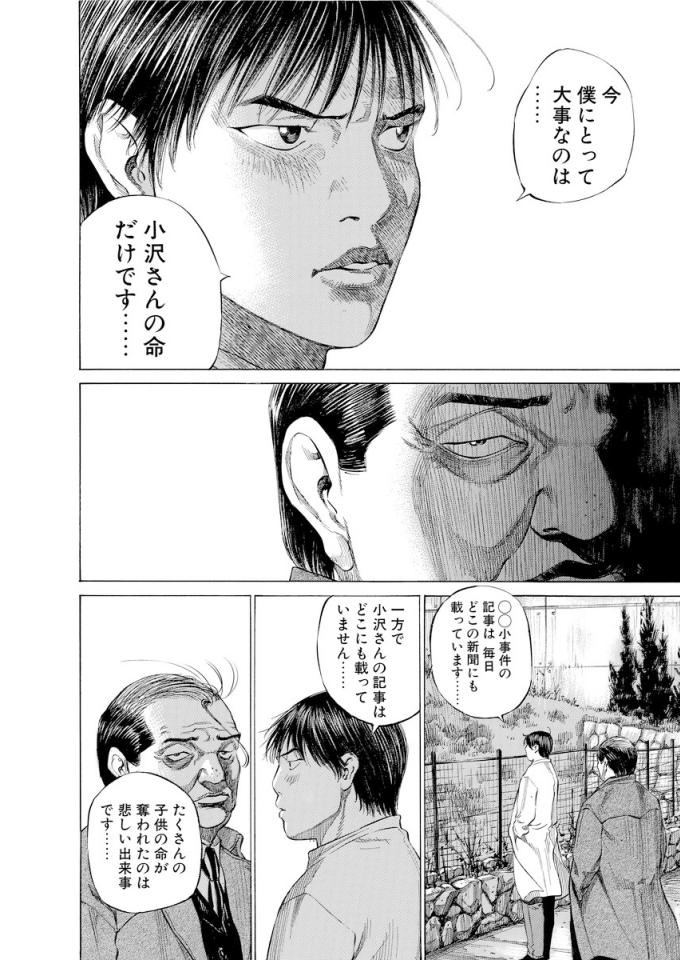 今
僕にとって
大事なのは
……
小沢さんの命
だけです……
〇〇小事件の
記事は 毎日
どこの新聞にも
載っています……
一方で
小沢さんの記事は
どこにも載って
いません……
たくさんの
子供の命が
奪われたのは
悲しい出来事
です……